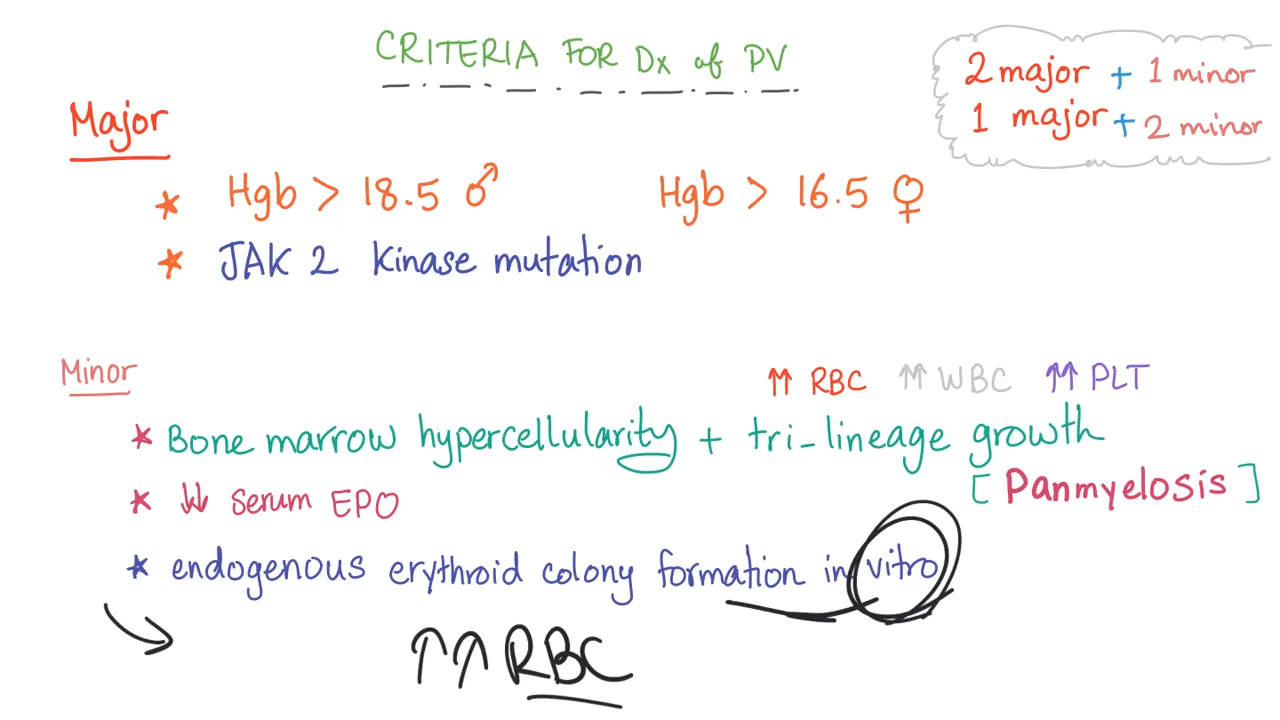 CRITERIA FOR Dx of PV
2 major + 1 minor
1 major + 2 minor
Major
★ Hgb > 18.5 ♂ Hgb > 16.5 ♀
★ JAK 2 Kinase mutation
Minor
↑↑ RBC ↑↑ WBC ↑↑ PLT
★ Bone marrow hypercellularity + tri-lineage growth
[Panmyelosis]
★ ↓↓ serum EPO
★ endogenous erythroid colony formation in vitro
↑↑ RBC